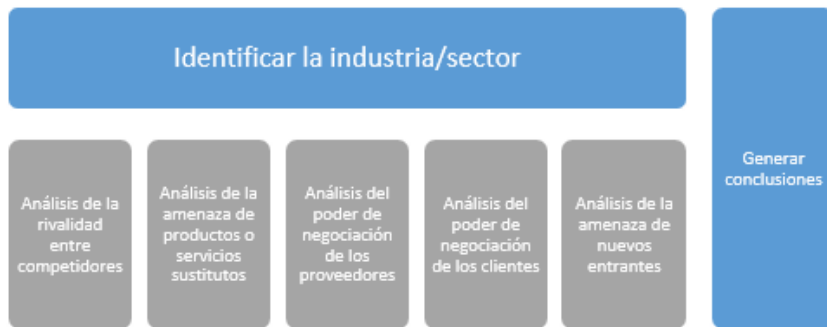 Identificar la industria/sector
Análisis de la
rivalidad
entre
competidores
Análisis de la
amenaza de
productos o
servicios
sustitutos
Análisis del
poder de
negociación
de los
proveedores
Análisis del
poder de
negociación
de los clientes
Análisis de la
amenaza de
nuevos
entrantes
Generar
conclusiones